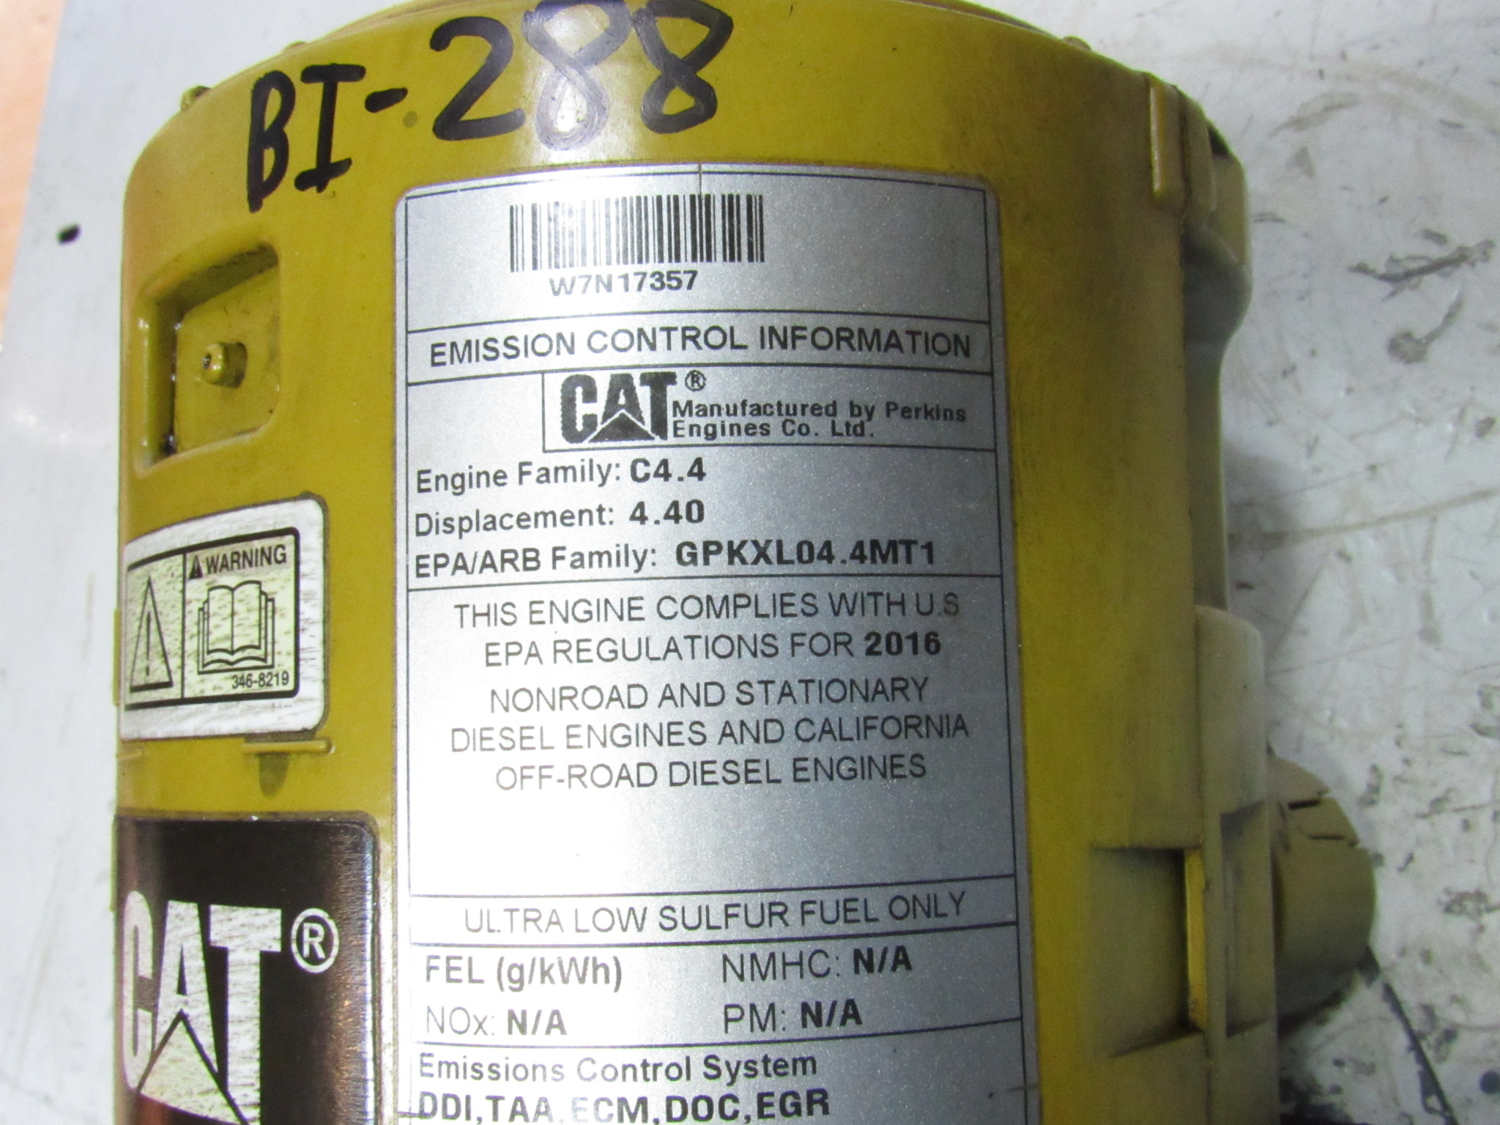 BI-288
W7N17357
EMISSION CONTROL INFORMATION
CAT®
Manufactured by Perkins
Engines Co. Ltd.
Engine Family: C4.4
Displacement: 4.40
EPA/ARB Family: GPKXL04.4MT1
THIS ENGINE COMPLIES WITH U.S
EPA REGULATIONS FOR 2016
NONROAD AND STATIONARY
DIESEL ENGINES AND CALIFORNIA
OFF-ROAD DIESEL ENGINES
ULTRA LOW SULFUR FUEL ONLY
FEL (g/kWh) NMHC: N/A
NOx: N/A PM: N/A
Emissions Control System
DDI,TAA,ECM,DOC,EGR
WARNING
346-8219
CAT®